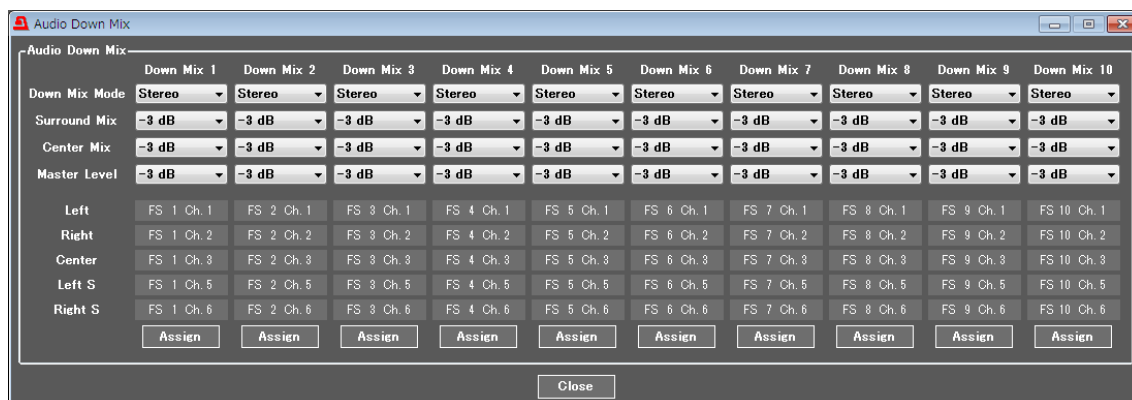 Audio Down Mix
Audio Down Mix
Down Mix 1 Down Mix 2 Down Mix 3 Down Mix 4 Down Mix 5 Down Mix 6 Down Mix 7 Down Mix 8 Down Mix 9 Down Mix 10
Down Mix Mode Stereo Stereo Stereo Stereo Stereo Stereo Stereo Stereo Stereo Stereo
Surround Mix -3 dB -3 dB -3 dB -3 dB -3 dB -3 dB -3 dB -3 dB -3 dB -3 dB
Center Mix -3 dB -3 dB -3 dB -3 dB -3 dB -3 dB -3 dB -3 dB -3 dB -3 dB
Master Level -3 dB -3 dB -3 dB -3 dB -3 dB -3 dB -3 dB -3 dB -3 dB -3 dB
Left FS 1 Ch. 1 FS 2 Ch. 1 FS 3 Ch. 1 FS 4 Ch. 1 FS 5 Ch. 1 FS 6 Ch. 1 FS 7 Ch. 1 FS 8 Ch. 1 FS 9 Ch. 1 FS 10 Ch. 1
Right FS 1 Ch. 2 FS 2 Ch. 2 FS 3 Ch. 2 FS 4 Ch. 2 FS 5 Ch. 2 FS 6 Ch. 2 FS 7 Ch. 2 FS 8 Ch. 2 FS 9 Ch. 2 FS 10 Ch. 2
Center FS 1 Ch. 3 FS 2 Ch. 3 FS 3 Ch. 3 FS 4 Ch. 3 FS 5 Ch. 3 FS 6 Ch. 3 FS 7 Ch. 3 FS 8 Ch. 3 FS 9 Ch. 3 FS 10 Ch. 3
Left S FS 1 Ch. 5 FS 2 Ch. 5 FS 3 Ch. 5 FS 4 Ch. 5 FS 5 Ch. 5 FS 6 Ch. 5 FS 7 Ch. 5 FS 8 Ch. 5 FS 9 Ch. 5 FS 10 Ch. 5
Right S FS 1 Ch. 6 FS 2 Ch. 6 FS 3 Ch. 6 FS 4 Ch. 6 FS 5 Ch. 6 FS 6 Ch. 6 FS 7 Ch. 6 FS 8 Ch. 6 FS 9 Ch. 6 FS 10 Ch. 6
Assign Assign Assign Assign Assign Assign Assign Assign Assign Assign
Close